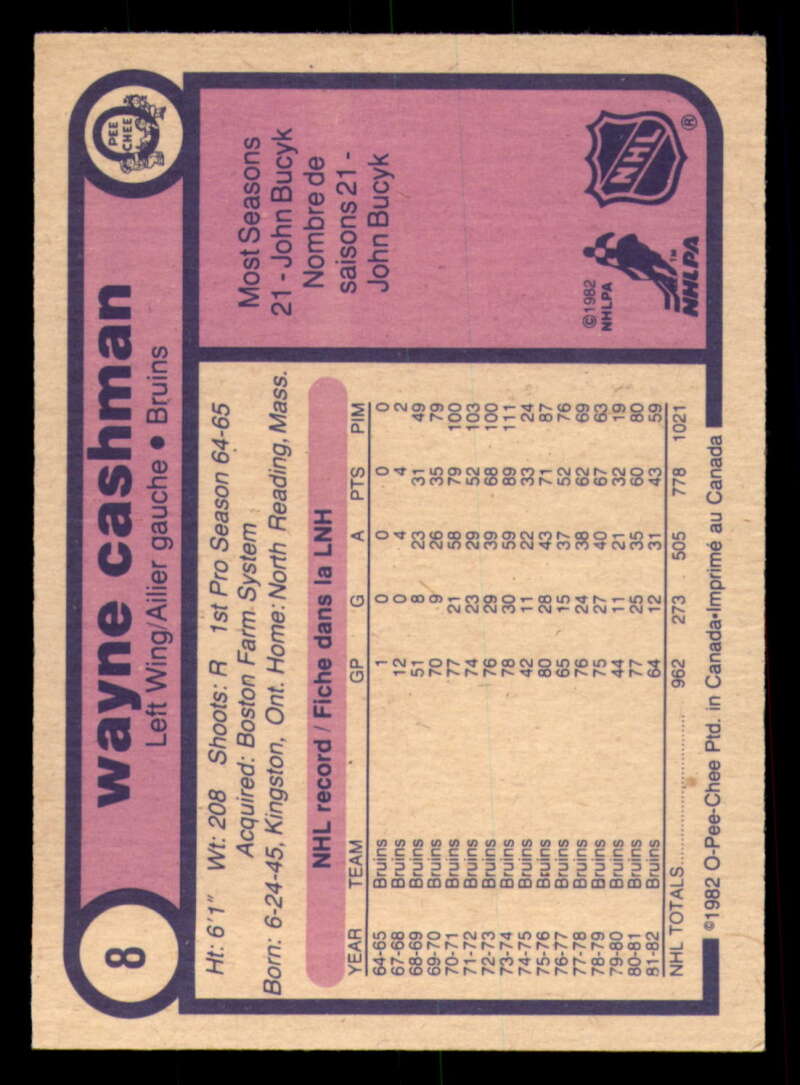 8
wayne cashman
Left Wing/Ailier gauche • Bruins
PEE
CHEE
Ht: 6'1" Wt: 208 Shoots: R 1st Pro Season 64-65
Acquired: Boston Farm System
Born: 6-24-45, Kingston, Ont. Home: North Reading, Mass.
NHL record / Fiche dans la LNH
YEAR TEAM GP G A PTS PIM
64-65 Bruins 1 0 0 0 0
67-68 Bruins 12 0 4 4 2
68-69 Bruins 51 8 23 31 49
69-70 Bruins 70 9 26 35 79
70-71 Bruins 77 21 58 79 100
71-72 Bruins 74 23 29 52 103
72-73 Bruins 76 29 39 68 100
73-74 Bruins 78 30 59 89 111
74-75 Bruins 42 11 22 33 24
75-76 Bruins 80 28 43 71 87
76-77 Bruins 65 15 37 52 76
77-78 Bruins 76 24 38 62 69
78-79 Bruins 75 27 40 67 63
79-80 Bruins 44 11 21 32 19
80-81 Bruins 77 25 35 60 80
81-82 Bruins 64 12 31 43 59
NHL TOTALS.................... 962 273 505 778 1021
©1982 O-Pee-Chee Ptd. in Canada•Imprimé au Canada
Most Seasons
21 - John Bucyk
Nombre de
saisons 21 -
John Bucyk
©1982
NHLPA
TM
NHLPA
NHL
®